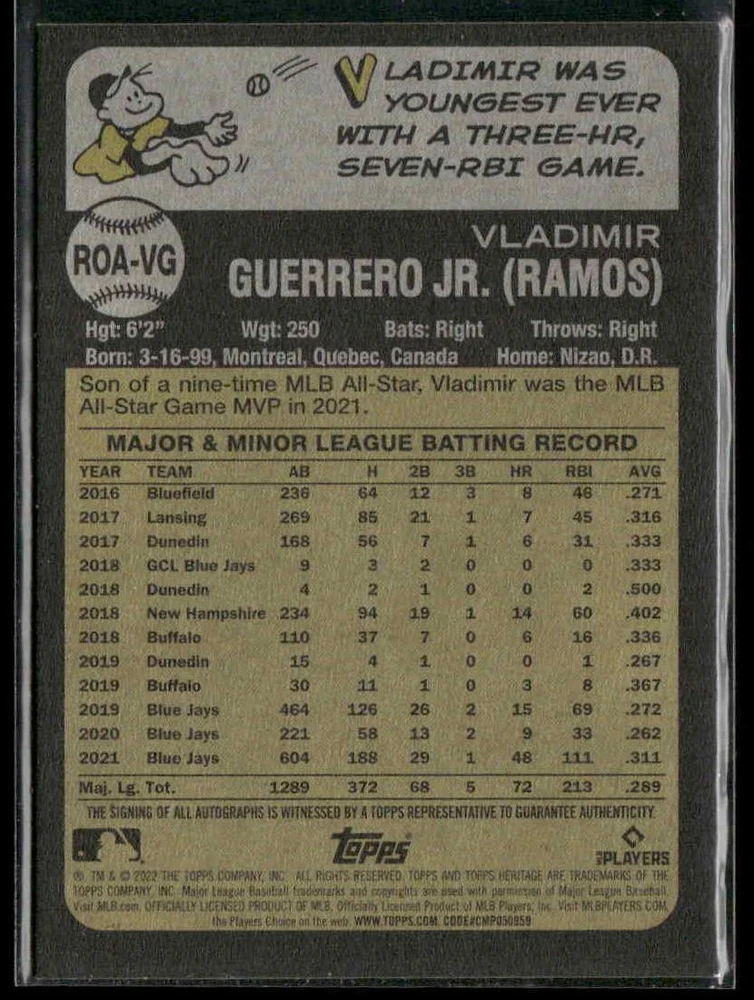 VLADIMIR WAS
YOUNGEST EVER
WITH A THREE-HR,
SEVEN-RBI GAME.
ROA-VG
VLADIMIR
GUERRERO JR. (RAMOS)
Hgt: 6'2" Wgt: 250 Bats: Right Throws: Right
Born: 3-16-99, Montreal, Quebec, Canada Home: Nizao, D.R.
Son of a nine-time MLB All-Star, Vladimir was the MLB
All-Star Game MVP in 2021.
MAJOR & MINOR LEAGUE BATTING RECORD
YEAR TEAM AB H 2B 3B HR RBI AVG
2016 Bluefield 236 64 12 3 8 46 .271
2017 Lansing 269 85 21 1 7 45 .316
2017 Dunedin 168 56 7 1 6 31 .333
2018 GCL Blue Jays 9 3 2 0 0 0 .333
2018 Dunedin 4 2 1 0 0 2 .500
2018 New Hampshire 234 94 19 1 14 60 .402
2018 Buffalo 110 37 7 0 6 16 .336
2019 Dunedin 15 4 1 0 0 1 .267
2019 Buffalo 30 11 1 0 3 8 .367
2019 Blue Jays 464 126 26 2 15 69 .272
2020 Blue Jays 221 58 13 2 9 33 .262
2021 Blue Jays 604 188 29 1 48 111 .311
Maj. Lg. Tot. 1289 372 68 5 72 213 .289
THE SIGNING OF ALL AUTOGRAPHS IS WITNESSED BY A TOPPS REPRESENTATIVE TO GUARANTEE AUTHENTICITY.
topps
PLAYERS
®, TM & © 2022 THE TOPPS COMPANY, INC. ALL RIGHTS RESERVED. TOPPS AND TOPPS HERITAGE ARE TRADEMARKS OF THE
TOPPS COMPANY, INC. Major League Baseball trademarks and copyrights are used with permission of Major League Baseball.
Visit MLB.com. OFFICIALLY LICENSED PRODUCT OF MLB. Officially Licensed Product of MLB Players, Inc. Visit MLBPLAYERS.COM,
the Players Choice on the web. WWW.TOPPS.COM. CODE#CMP050959